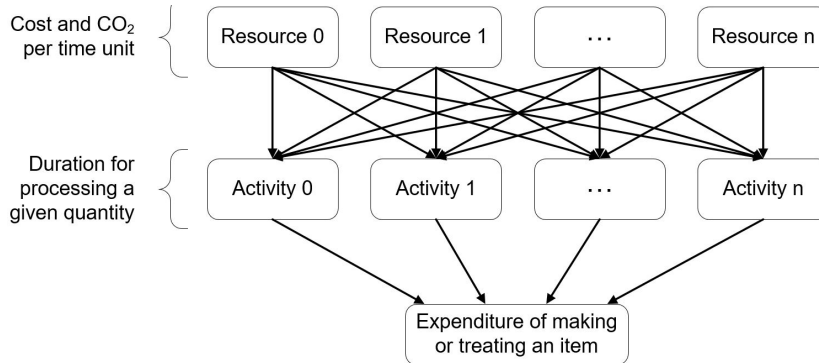 Cost and CO₂
per time unit
Resource 0
Resource 1
...
Resource n
Duration for
processing a
given quantity
Activity 0
Activity 1
...
Activity n
Expenditure of making
or treating an item